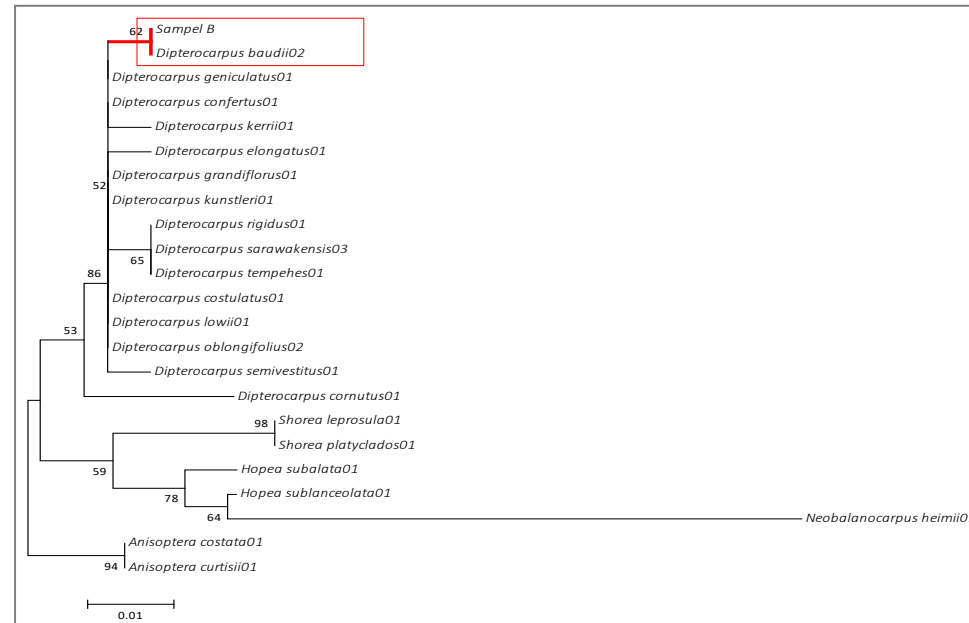 62
Sampel B
Dipterocarpus baudii02
Dipterocarpus geniculatus01
Dipterocarpus confertus01
Dipterocarpus kerrii01
Dipterocarpus elongatus01
Dipterocarpus grandiflorus01
52
Dipterocarpus kunstleri01
Dipterocarpus rigidus01
Dipterocarpus sarawakensis03
65
Dipterocarpus tempehes01
86
Dipterocarpus costulatus01
Dipterocarpus lowii01
53
Dipterocarpus oblongifolius02
Dipterocarpus semivestitus01
Dipterocarpus cornutus01
Shorea leprosula01
98
Shorea platyclados01
59
Hopea subalata01
78
Hopea sublanceolata01
64
Neobalanocarpus heimii0
Anisoptera costata01
94
Anisoptera curtisii01
0.01